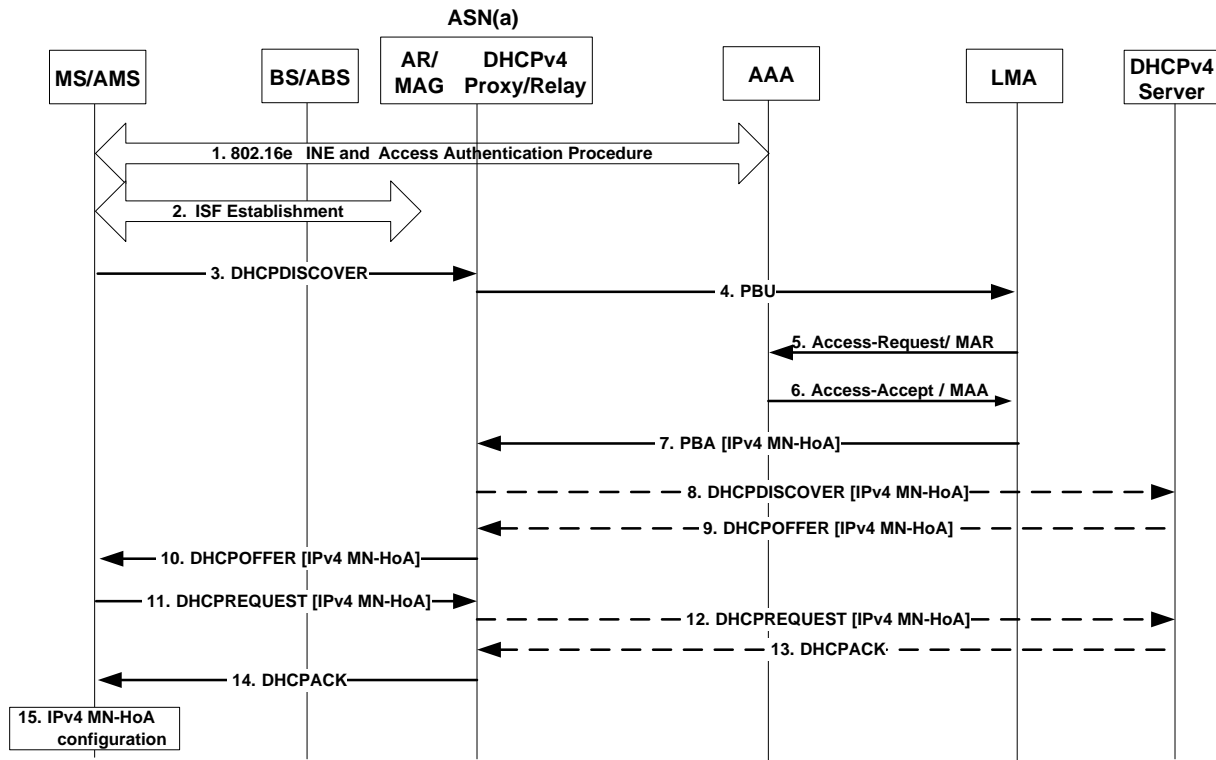 ASN(a)
MS/AMS
BS/ABS
AR/ DHCPv4
MAG Proxy/Relay
AAA
LMA
DHCPv4
Server
1. 802.16e INE and Access Authentication Procedure
2. ISF Establishment
3. DHCPDISCOVER
4. PBU
5. Access-Request/ MAR
6. Access-Accept / MAA
7. PBA [IPv4 MN-HoA]
8. DHCPDISCOVER [IPv4 MN-HoA]
9. DHCPOFFER [IPv4 MN-HoA]
10. DHCPOFFER [IPv4 MN-HoA]
11. DHCPREQUEST [IPv4 MN-HoA]
12. DHCPREQUEST [IPv4 MN-HoA]
13. DHCPACK
14. DHCPACK
15. IPv4 MN-HoA
configuration